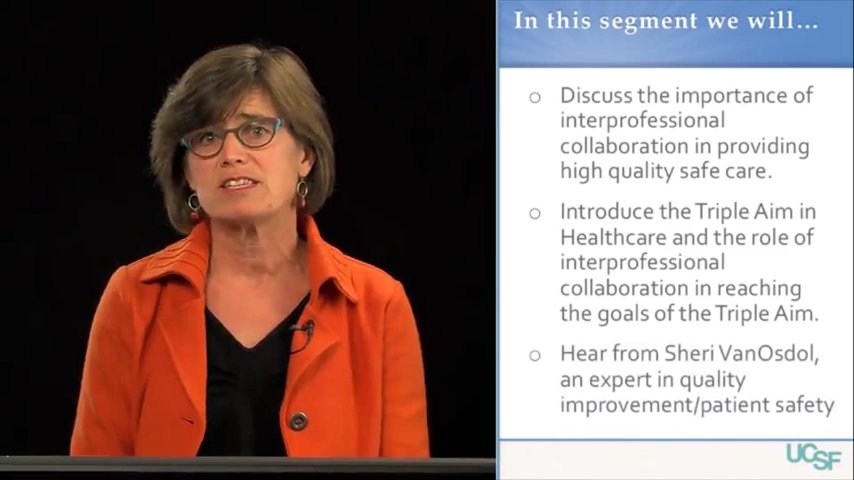 In this segment we will...
○ Discuss the importance of
interprofessional
collaboration in providing
high quality safe care.
○ Introduce the Triple Aim in
Healthcare and the role of
interprofessional
collaboration in reaching
the goals of the Triple Aim.
○ Hear from Sheri VanOsdol,
an expert in quality
improvement/patient safety
UCSF